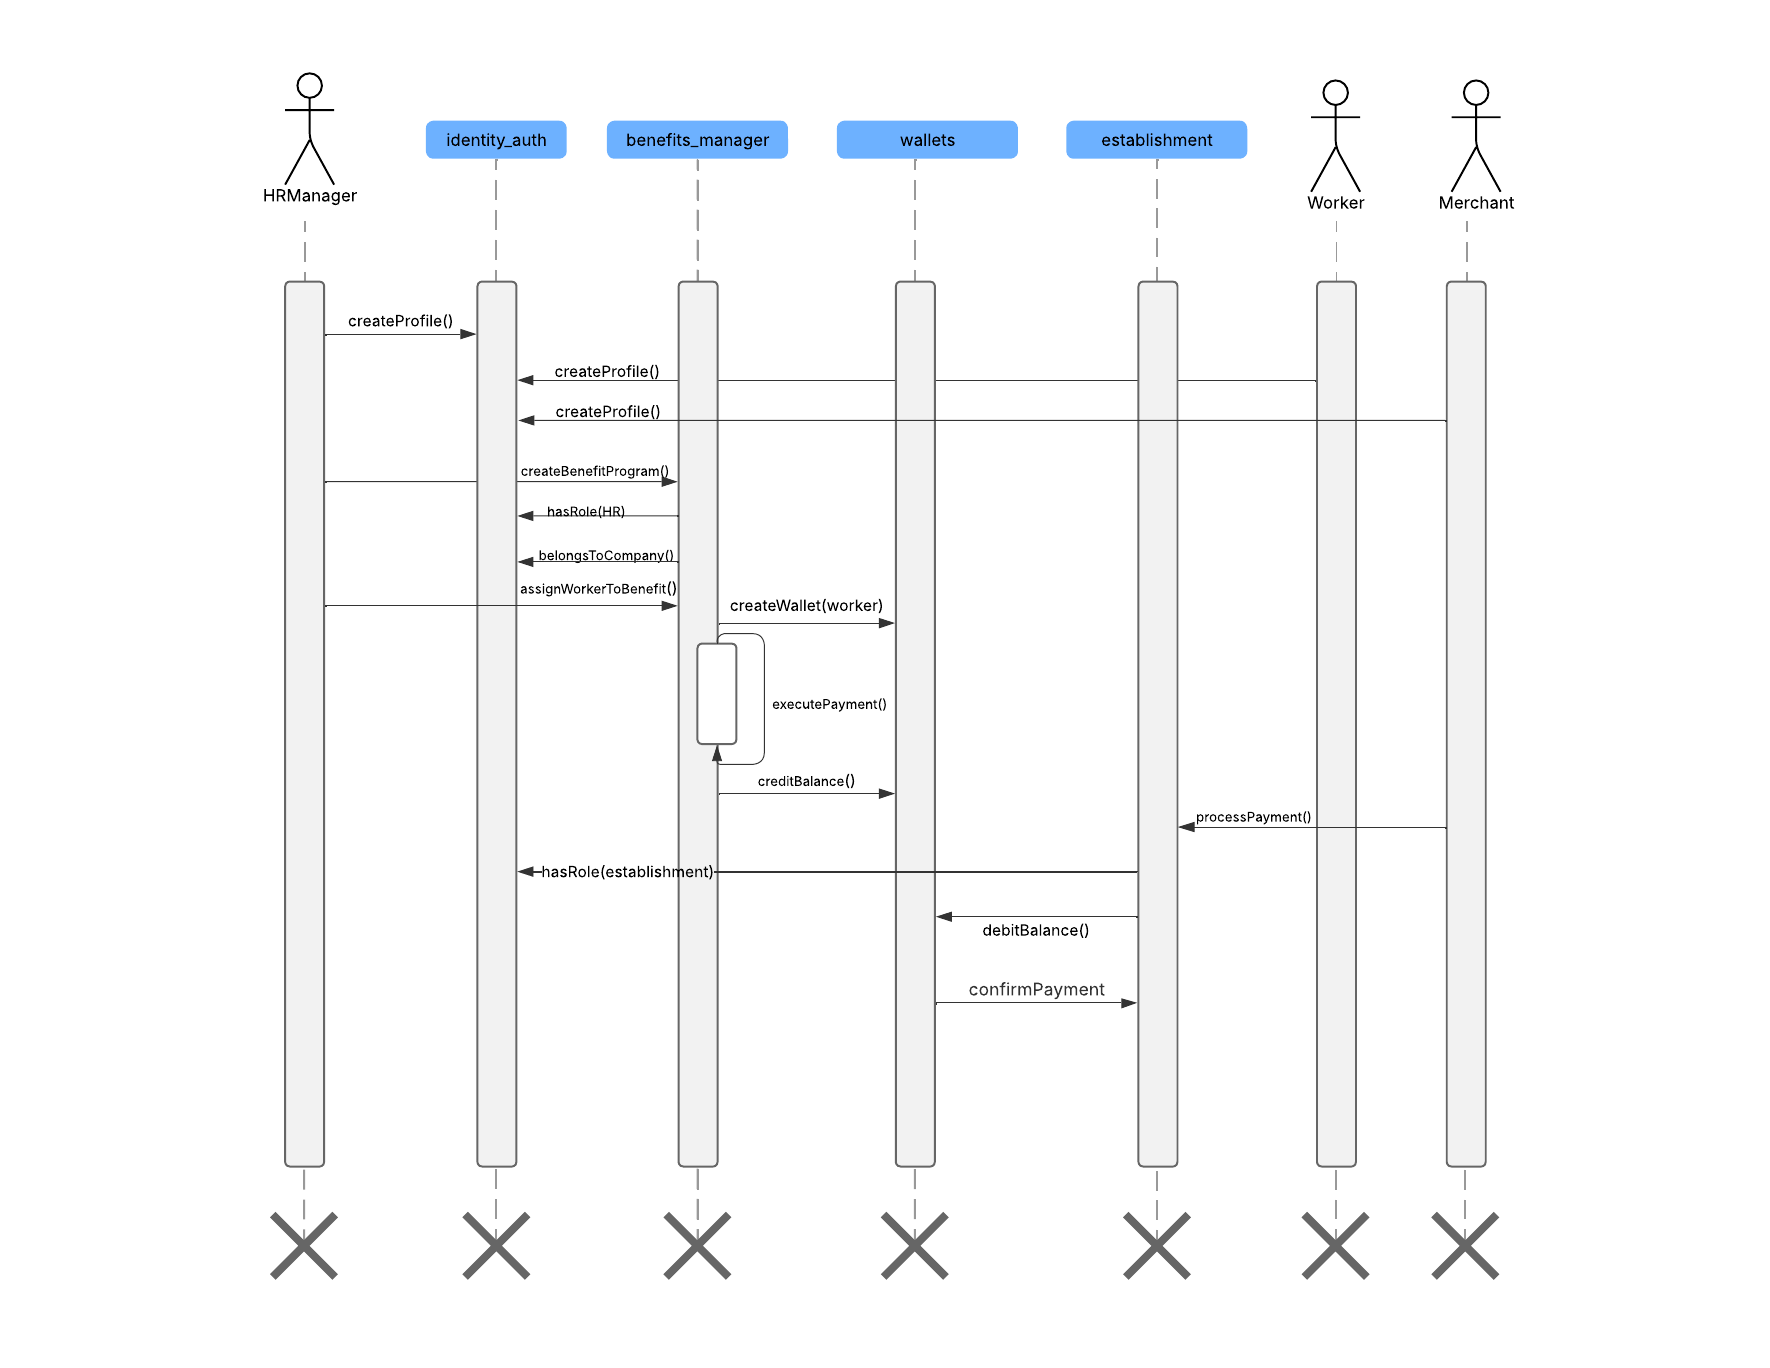 identity_auth
benefits_manager
wallets
establishment
HRManager
Worker
Merchant
createProfile()
createProfile()
createProfile()
createBenefitProgram()
hasRole(HR)
belongsToCompany()
assignWorkerToBenefit()
createWallet(worker)
executePayment()
creditBalance()
processPayment()
hasRole(establishment)
debitBalance()
confirmPayment